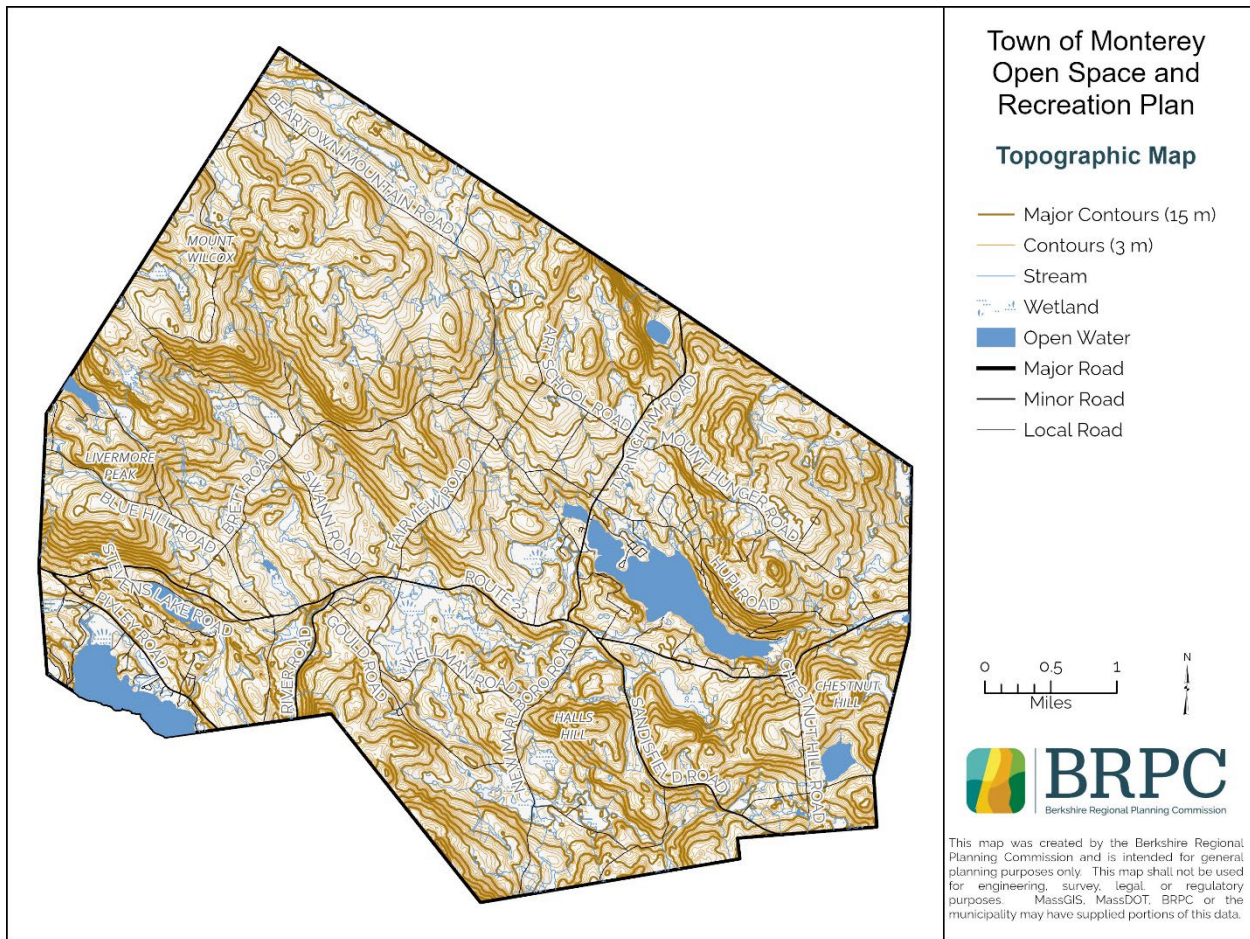 Town of Monterey
Open Space and
Recreation Plan
Topographic Map
Major Contours (15 m)
Contours (3 m)
Stream
Wetland
Open Water
Major Road
Minor Road
Local Road
BEARTOWN MOUNTAIN ROAD
MOUNT
WILCOX
ART SCHOOL ROAD
TYRINGHAM ROAD
MOUNT HUNGER ROAD
LIVERMORE
PEAK
BRETT ROAD
SWANN ROAD
FAIRVIEW ROAD
BLUE HILL ROAD
HUPI ROAD
STEVENS LAKE ROAD
PIXLEY ROAD
ROUTE 23
RIVER ROAD
GOULD ROAD
WELLMAN ROAD
NEW MARLBORO ROAD
HALLS
HILL
SANDISFIELD ROAD
CHESTNUT HILL ROAD
CHESTNUT
HILL
0 0.5 1
Miles
N
BRPC
Berkshire Regional Planning Commission
This map was created by the Berkshire Regional
Planning Commission and is intended for general
planning purposes only. This map shall not be used
for engineering, survey, legal, or regulatory
purposes. MassGIS, MassDOT, BRPC or the
municipality may have supplied portions of this data.